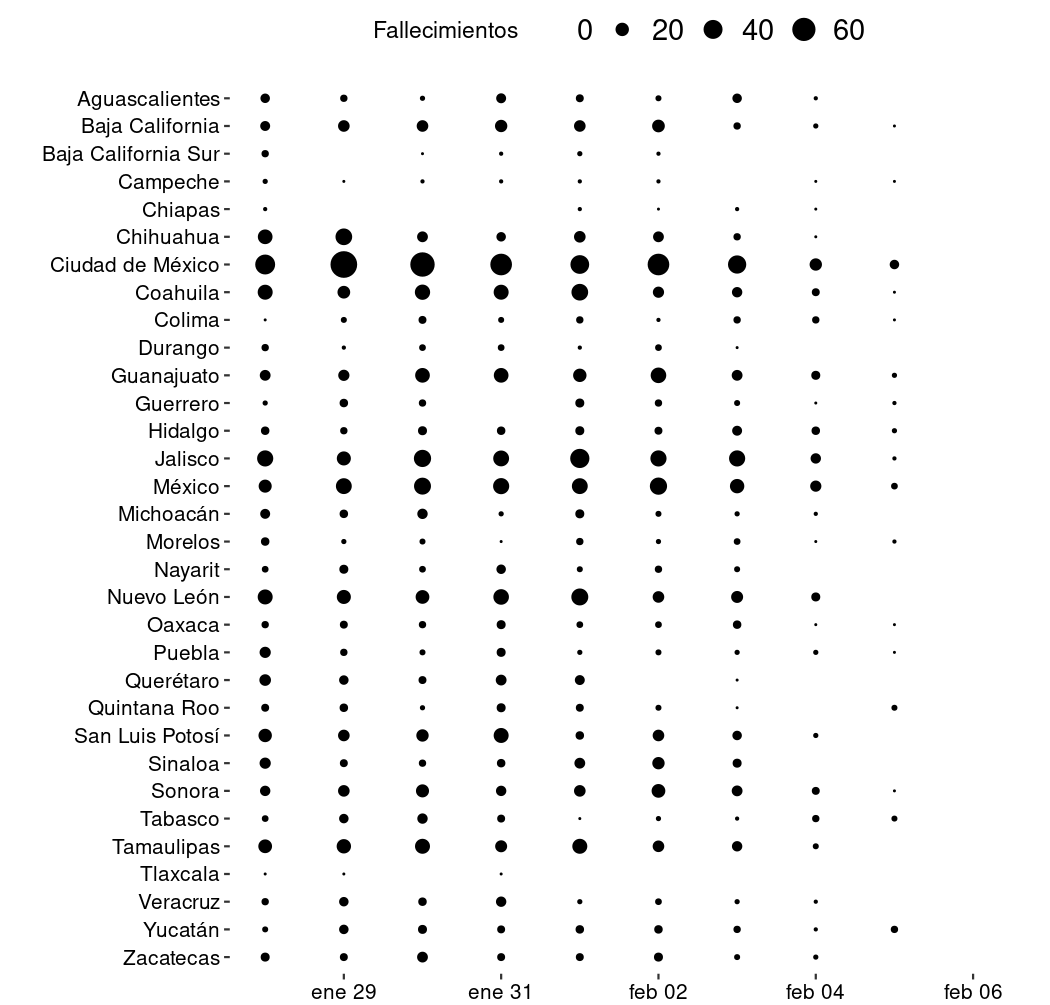 Fallecimientos 0 20 40 60
Aguascalientes
Baja California
Baja California Sur
Campeche
Chiapas
Chihuahua
Ciudad de México
Coahuila
Colima
Durango
Guanajuato
Guerrero
Hidalgo
Jalisco
México
Michoacán
Morelos
Nayarit
Nuevo León
Oaxaca
Puebla
Querétaro
Quintana Roo
San Luis Potosí
Sinaloa
Sonora
Tabasco
Tamaulipas
Tlaxcala
Veracruz
Yucatán
Zacatecas
ene 29 ene 31 feb 02 feb 04 feb 06